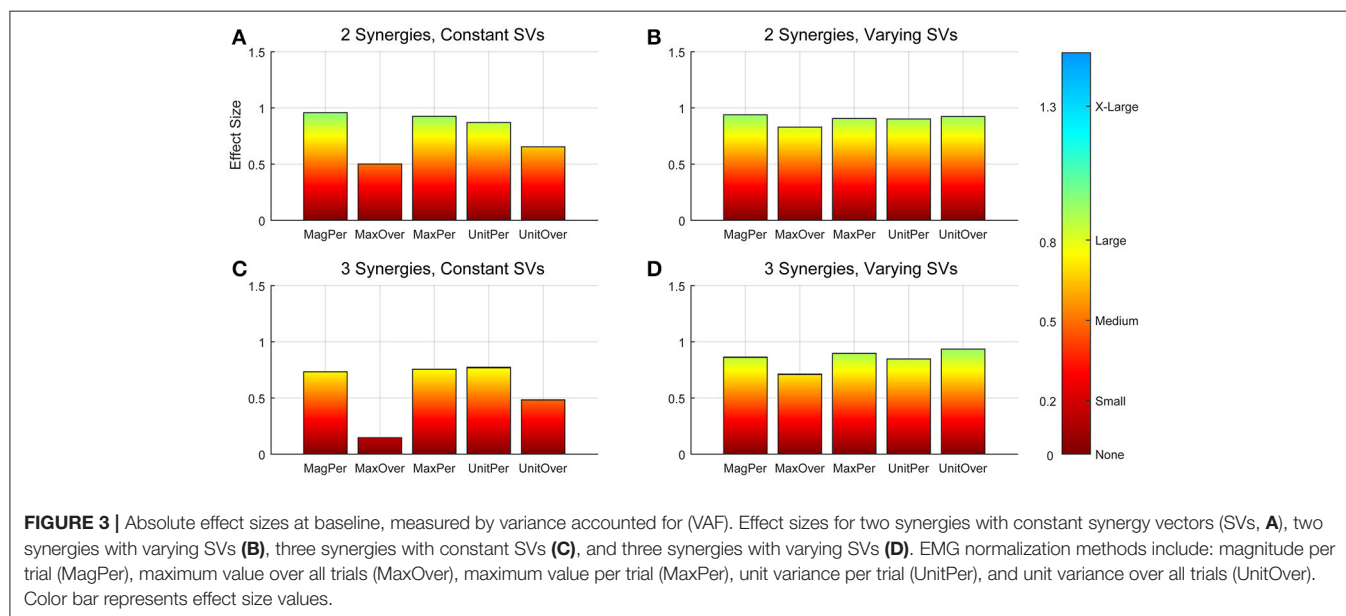 A
2 Synergies, Constant SVs
1.5
1
0.5
0
Effect Size
MagPer MaxOver MaxPer UnitPer UnitOver
B
2 Synergies, Varying SVs
1.5
1
0.5
0
MagPer MaxOver MaxPer UnitPer UnitOver
C
3 Synergies, Constant SVs
1.5
1
0.5
0
MagPer MaxOver MaxPer UnitPer UnitOver
D
3 Synergies, Varying SVs
1.5
1
0.5
0
MagPer MaxOver MaxPer UnitPer UnitOver
1.3 X-Large
0.8 Large
0.5 Medium
0.2 Small
0 None
FIGURE 3 | Absolute effect sizes at baseline, measured by variance accounted for (VAF). Effect sizes for two synergies with constant synergy vectors (SVs, A), two
synergies with varying SVs (B), three synergies with constant SVs (C), and three synergies with varying SVs (D). EMG normalization methods include: magnitude per
trial (MagPer), maximum value over all trials (MaxOver), maximum value per trial (MaxPer), unit variance per trial (UnitPer), and unit variance over all trials (UnitOver).
Color bar represents effect size values.